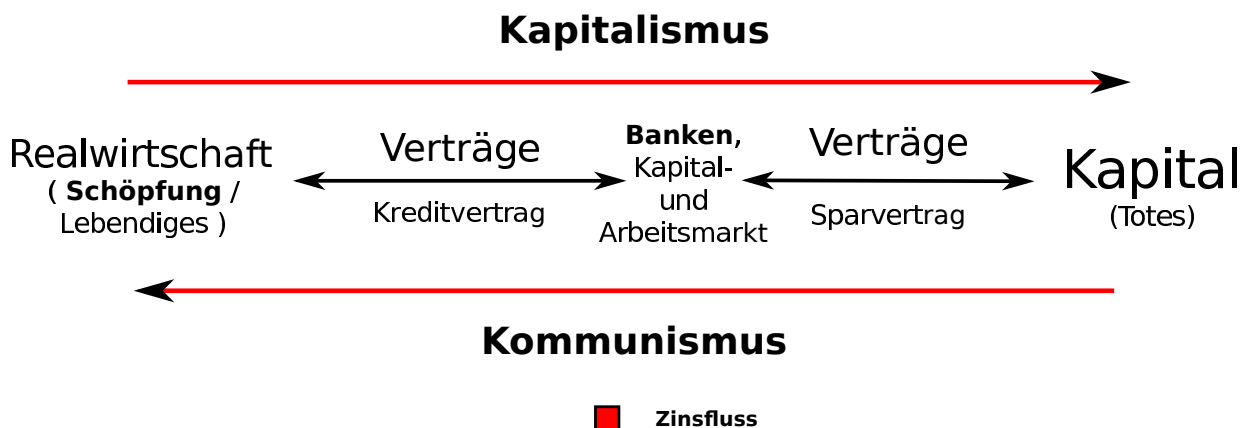 Kapitalismus
Realwirtschaft
( Schöpfung /
Lebendiges )
Verträge
Kreditvertrag
Banken,
Kapital-
und
Arbeitsmarkt
Verträge
Sparvertrag
Kapital
(Totes)
Kommunismus
Zinsfluss